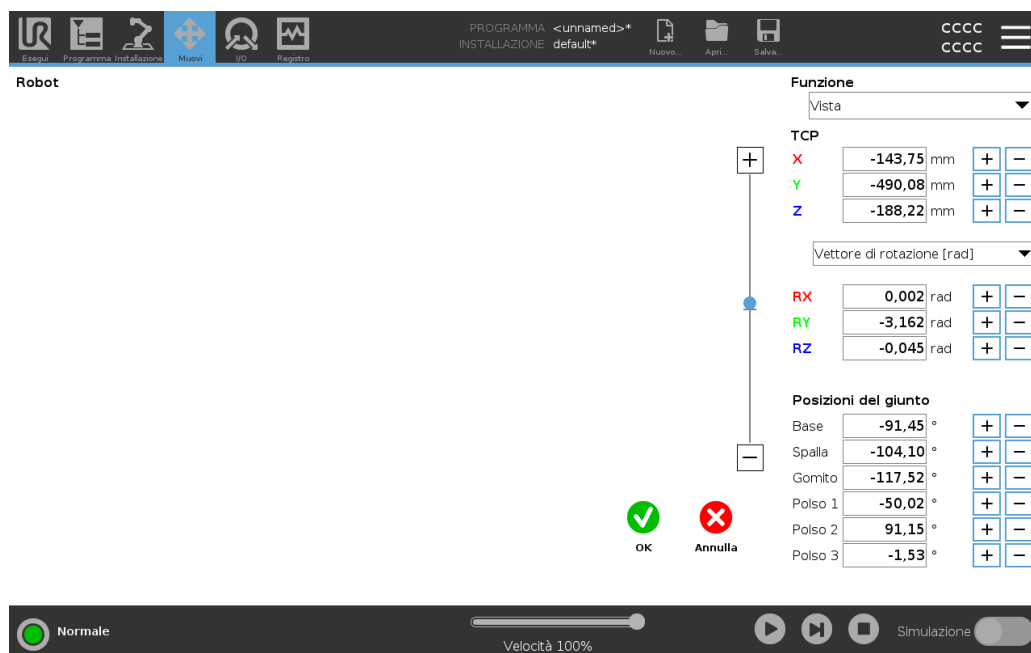 UR
Esegui Programma Installazione Muovi I/O Registro
PROGRAMMA <unnamed>*
INSTALLAZIONE default*
Nuovo... Apri... Salva...
cccc
cccc
Robot
Funzione
Vista
TCP
X -143,75 mm + −
Y -490,08 mm + −
Z -188,22 mm + −
Vettore di rotazione [rad]
RX 0,002 rad + −
RY -3,162 rad + −
RZ -0,045 rad + −
Posizioni del giunto
Base -91,45 ° + −
Spalla -104,10 ° + −
Gomito -117,52 ° + −
Polso 1 -50,02 ° + −
Polso 2 91,15 ° + −
Polso 3 -1,53 ° + −
+
−
OK Annulla
Normale
Velocità 100%
Simulazione